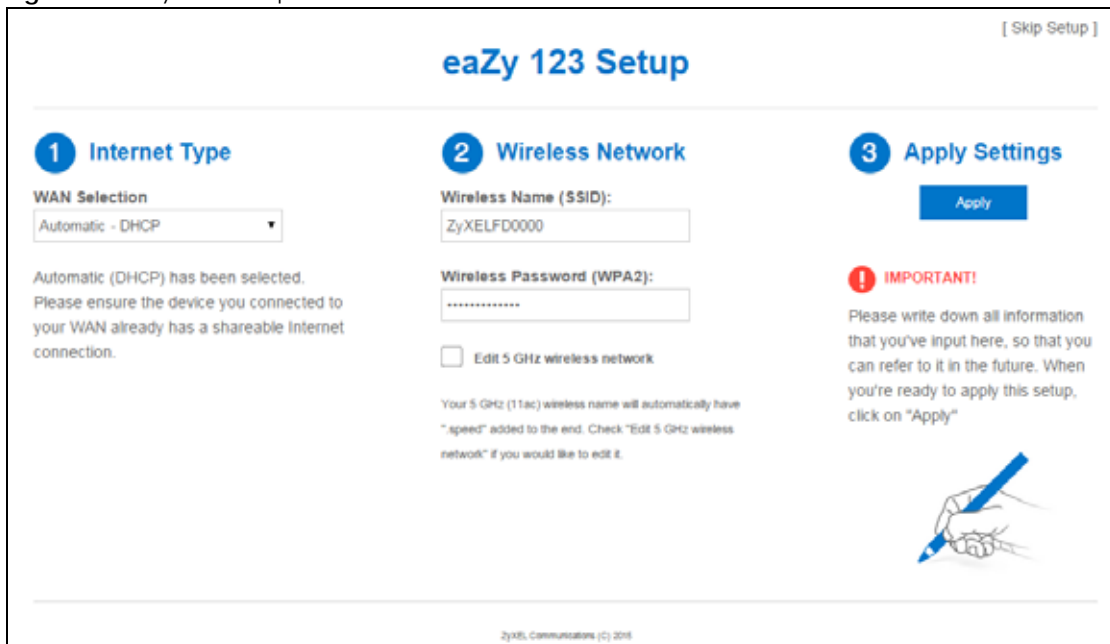 [ Skip Setup ]
eaZy 123 Setup
1 Internet Type
WAN Selection
Automatic - DHCP
Automatic (DHCP) has been selected.
Please ensure the device you connected to
your WAN already has a shareable Internet
connection.
2 Wireless Network
Wireless Name (SSID):
ZyXELFD0000
Wireless Password (WPA2):
•••••••••••••
Edit 5 GHz wireless network
Your 5 GHz (11ac) wireless name will automatically have
".speed" added to the end. Check "Edit 5 GHz wireless
network" if you would like to edit it.
3 Apply Settings
Apply
! IMPORTANT!
Please write down all information
that you've input here, so that you
can refer to it in the future. When
you're ready to apply this setup,
click on "Apply"
ZyXEL Communications (C) 2015